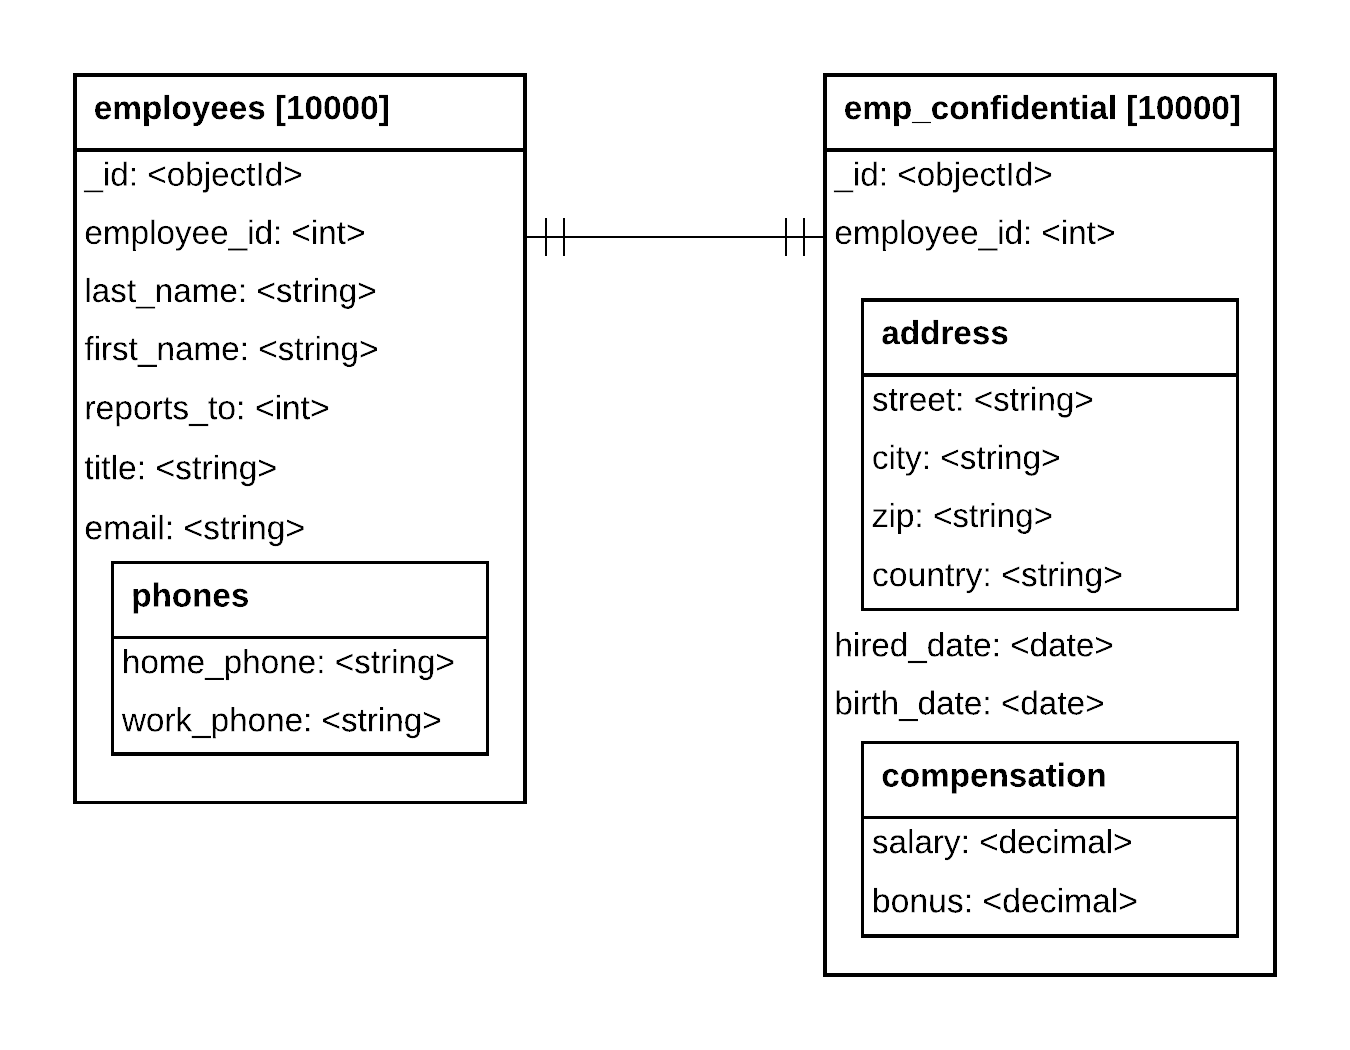 employees [10000]
_id: <objectId>
employee_id: <int>
last_name: <string>
first_name: <string>
reports_to: <int>
title: <string>
email: <string>
phones
home_phone: <string>
work_phone: <string>
emp_confidential [10000]
_id: <objectId>
employee_id: <int>
address
street: <string>
city: <string>
zip: <string>
country: <string>
hired_date: <date>
birth_date: <date>
compensation
salary: <decimal>
bonus: <decimal>